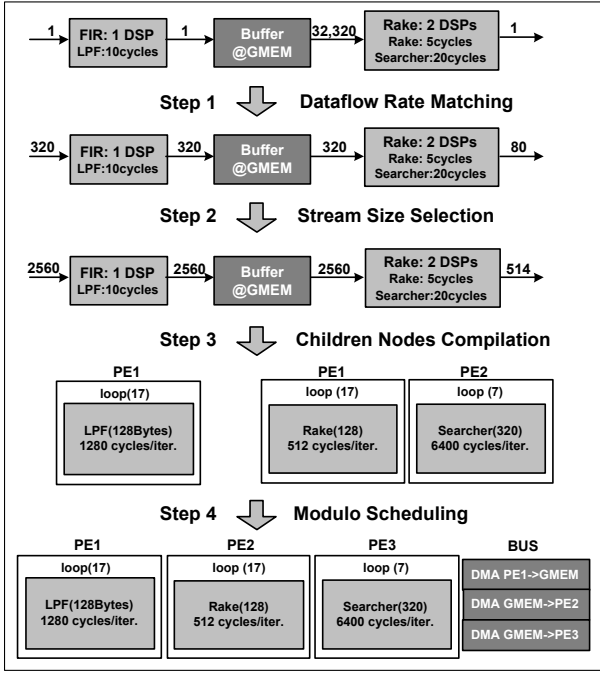 1
FIR: 1 DSP
LPF:10cycles
1
Buffer
@GMEM
32,320
Rake: 2 DSPs
Rake: 5cycles
Searcher:20cycles
1
Step 1
Dataflow Rate Matching
320
FIR: 1 DSP
LPF:10cycles
320
Buffer
@GMEM
320
Rake: 2 DSPs
Rake: 5cycles
Searcher:20cycles
80
Step 2
Stream Size Selection
2560
FIR: 1 DSP
LPF:10cycles
2560
Buffer
@GMEM
2560
Rake: 2 DSPs
Rake: 5cycles
Searcher:20cycles
514
Step 3
Children Nodes Compilation
PE1
loop(17)
LPF(128Bytes)
1280 cycles/iter.
PE1
loop (17)
Rake(128)
512 cycles/iter.
PE2
loop (7)
Searcher(320)
6400 cycles/iter.
Step 4
Modulo Scheduling
PE1
loop(17)
LPF(128Bytes)
1280 cycles/iter.
PE2
loop (17)
Rake(128)
512 cycles/iter.
PE3
loop (7)
Searcher(320)
6400 cycles/iter.
BUS
DMA PE1->GMEM
DMA GMEM->PE2
DMA GMEM->PE3